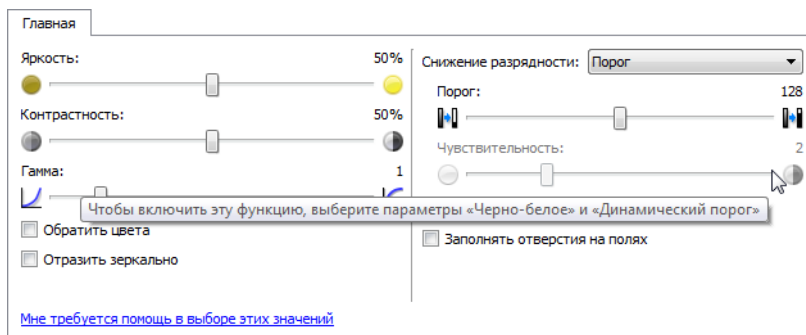 Главная
Яркость: 50%
Контрастность: 50%
Гамма: 1
Обратить цвета
Отразить зеркально
Мне требуется помощь в выборе этих значений
Снижение разрядности: Порог
Порог: 128
Чувствительность: 2
Чтобы включить эту функцию, выберите параметры «Черно-белое» и «Динамический порог»
Заполнять отверстия на полях